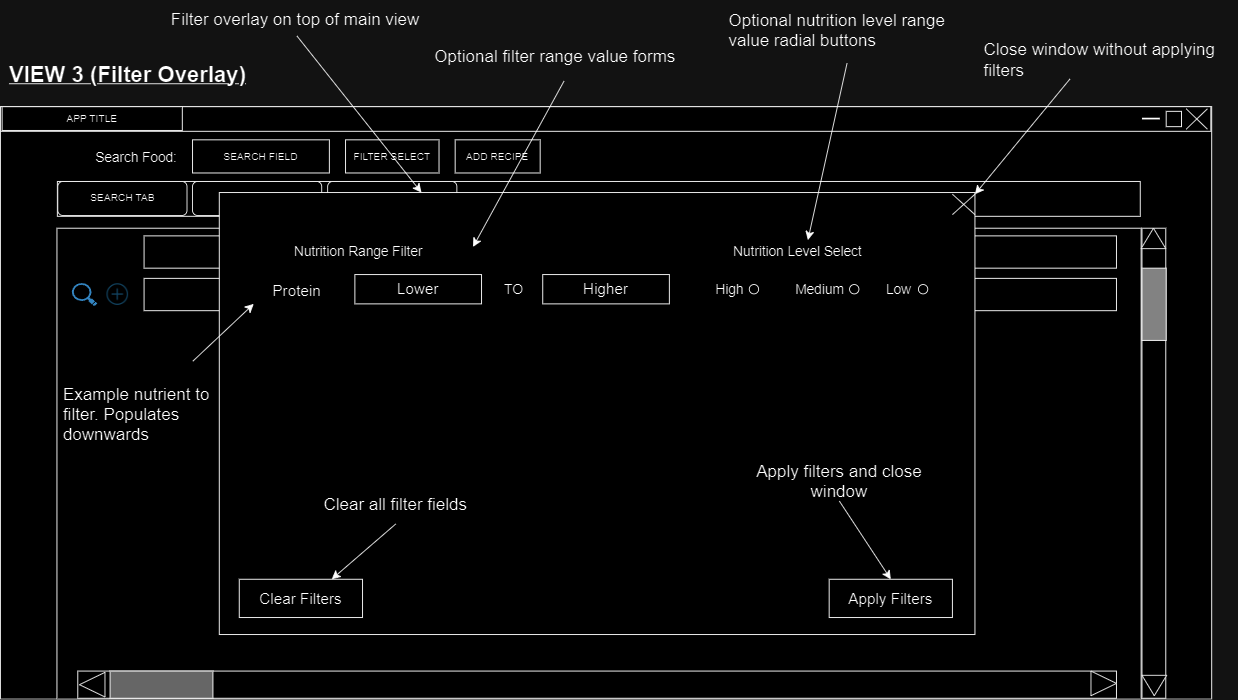 Filter overlay on top of main view
Optional nutrition level range
value radial buttons
Optional filter range value forms
Close window without applying
filters
VIEW 3 (Filter Overlay)
APP TITLE
Search Food:
SEARCH FIELD
FILTER SELECT
ADD RECIPE
SEARCH TAB
Nutrition Range Filter
Nutrition Level Select
Protein
Lower
TO
Higher
High
Medium
Low
Example nutrient to
filter. Populates
downwards
Apply filters and close
window
Clear all filter fields
Clear Filters
Apply Filters